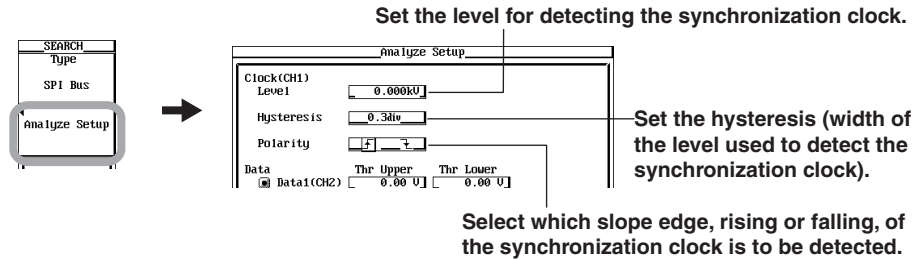 Set the level for detecting the synchronization clock.
SEARCH
Type
SPI Bus
Analyze Setup
Analyze Setup
Clock(CH1)
Level 0.000kV
Hysteresis 0.3div
Polarity
Data Thr Upper Thr Lower
Data1(CH2) 0.00 V 0.00 V
Set the hysteresis (width of
the level used to detect the
synchronization clock).
Select which slope edge, rising or falling, of
the synchronization clock is to be detected.